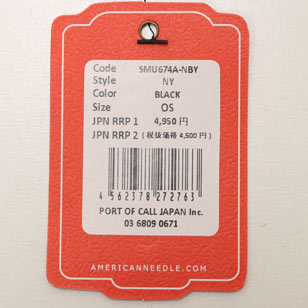 Code SMU674A-NBY
Style NY
Color BLACK
Size OS
JPN RRP 1 4,950 円
JPN RRP 2 (税抜価格 4,500 円)
4 562378 272763
PORT OF CALL JAPAN Inc.
03 6809 0671
AMERICANNEEDLE.COM